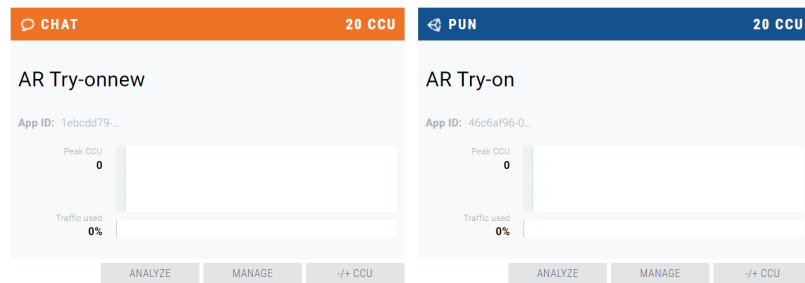 CHAT 20 CCU
AR Try-onnew
App ID: 1ebcdd79-...
Peak CCU
0
Traffic used
0%
ANALYZE MANAGE -/+ CCU
PUN 20 CCU
AR Try-on
App ID: 46c6af96-0...
Peak CCU
0
Traffic used
0%
ANALYZE MANAGE -/+ CCU